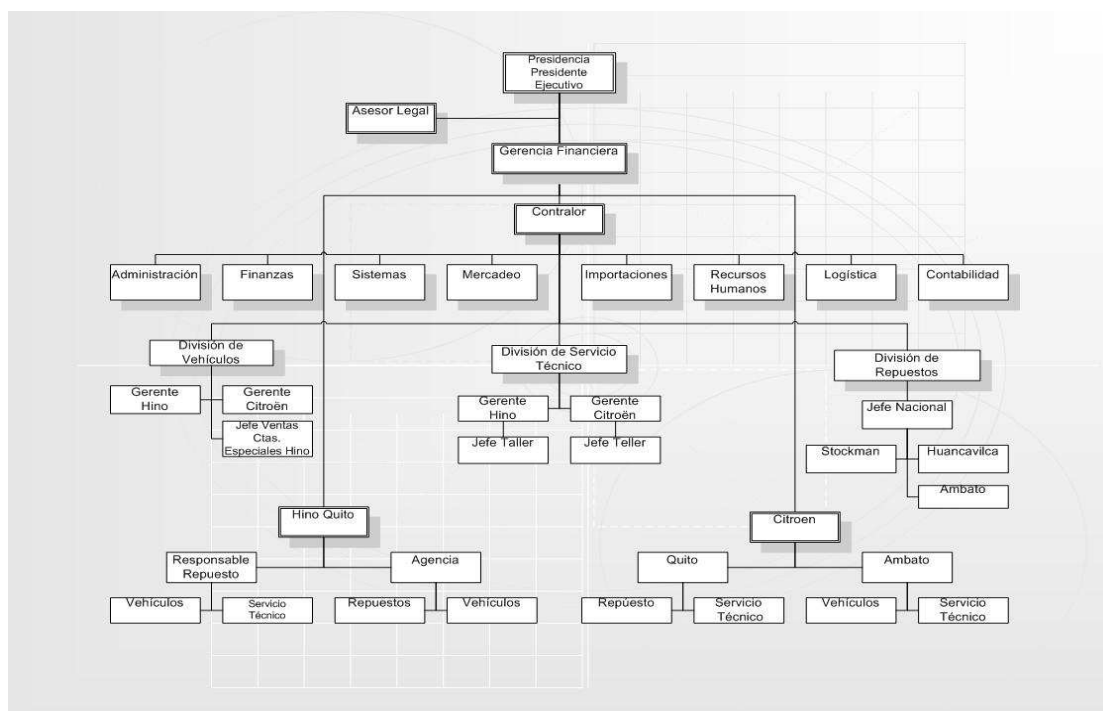 Presidencia
Presidente
Ejecutivo
Asesor Legal
Gerencia Financiera
Contralor
Administración
Finanzas
Sistemas
Mercadeo
Importaciones
Recursos
Humanos
Logística
Contabilidad
División de
Vehículos
División de Servicio
Técnico
División de
Repuestos
Gerente
Hino
Gerente
Citroën
Jefe Ventas
Ctas.
Especiales Hino
Gerente
Hino
Gerente
Citroën
Jefe Taller
Jefe Teller
Jefe Nacional
Stockman
Huancavilca
Ambato
Hino Quito
Citroen
Responsable
Repuesto
Agencia
Quito
Ambato
Vehículos
Servicio
Técnico
Repuestos
Vehículos
Repúesto
Servicio
Técnico
Vehículos
Servicio
Técnico